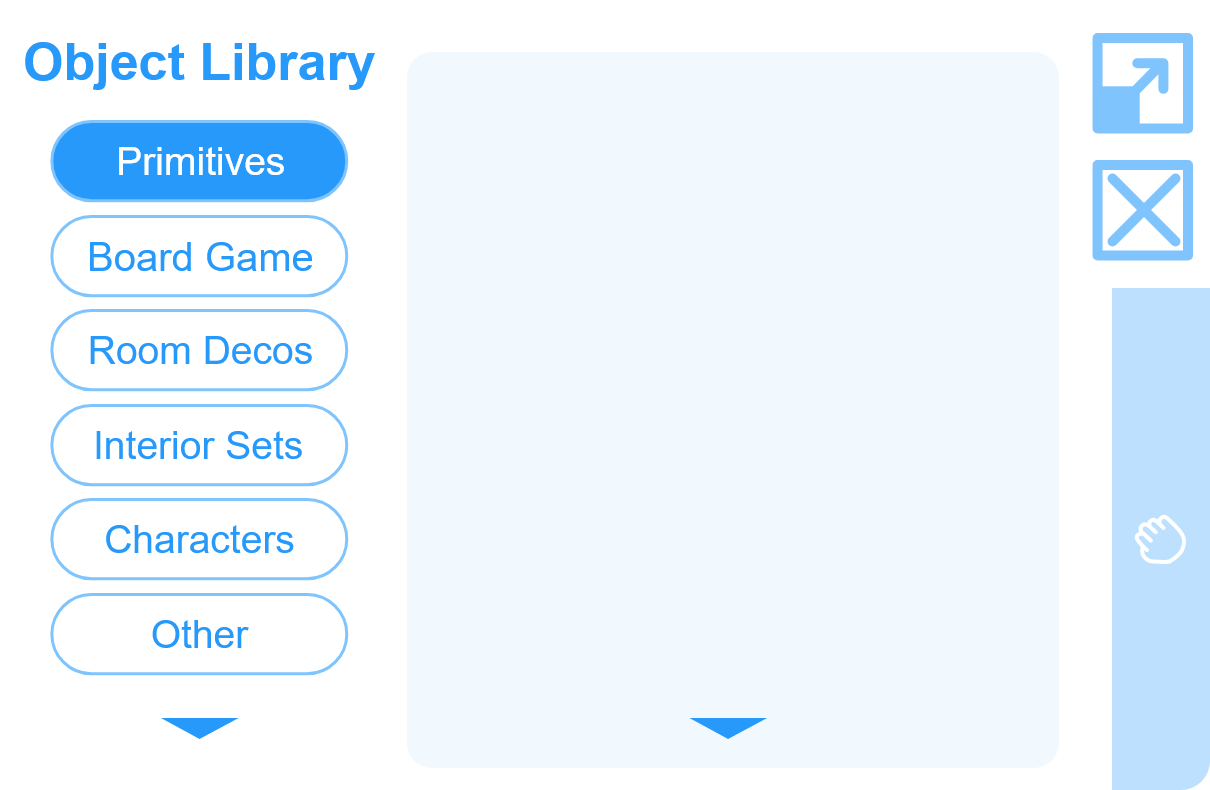 Object Library
Primitives
Board Game
Room Decos
Interior Sets
Characters
Other